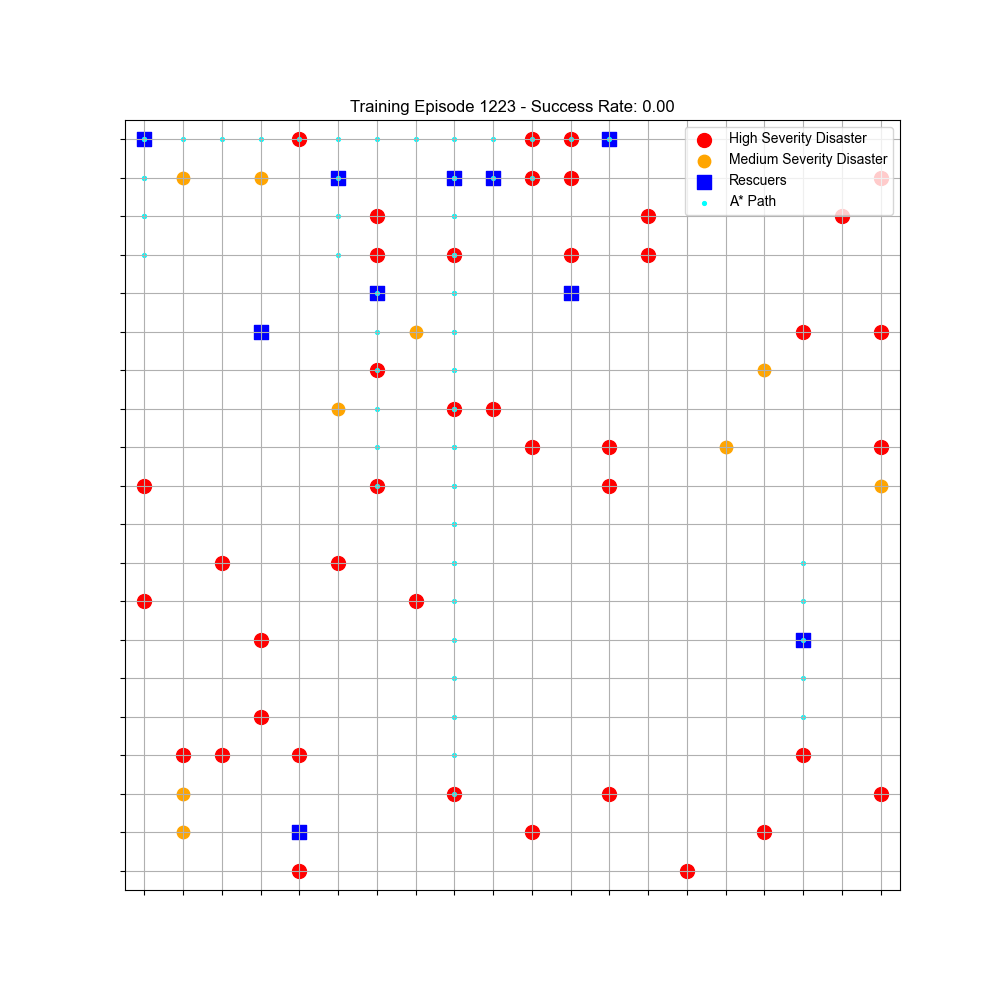 Training Episode 1223 - Success Rate: 0.00
High Severity Disaster
Medium Severity Disaster
Rescuers
A* Path